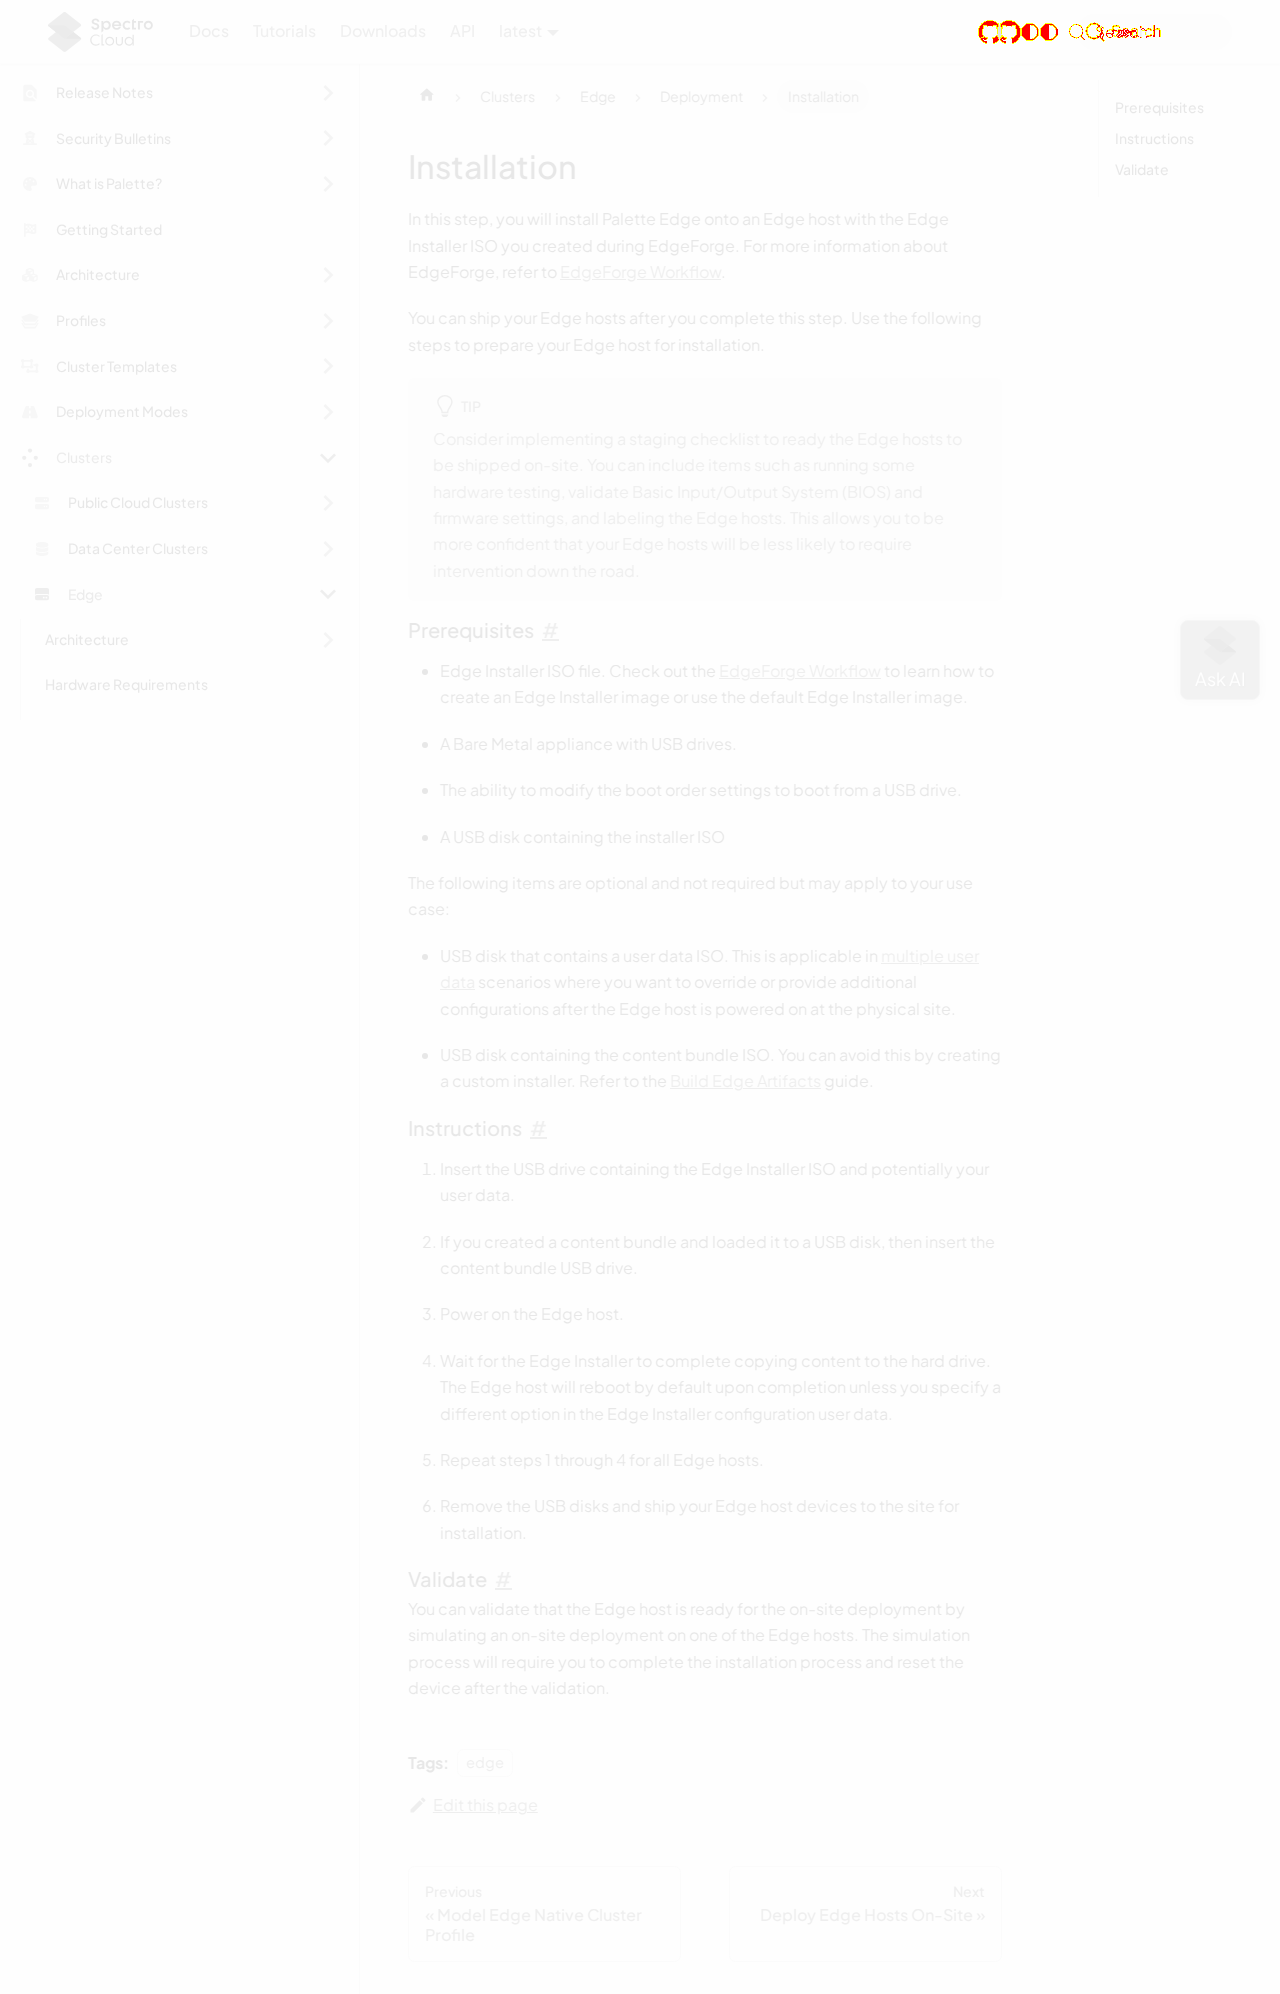 Spectro
Cloud
Docs
Tutorials
Downloads
API
latest
Search
Release Notes
Security Bulletins
What is Palette?
Getting Started
Architecture
Profiles
Cluster Templates
Deployment Modes
Clusters
Public Cloud Clusters
Data Center Clusters
Edge
Architecture
Hardware Requirements
Clusters
Edge
Deployment
Installation
Installation
In this step, you will install Palette Edge onto an Edge host with the Edge
Installer ISO you created during EdgeForge. For more information about
EdgeForge, refer to EdgeForge Workflow.
You can ship your Edge hosts after you complete this step. Use the following
steps to prepare your Edge host for installation.
TIP
Consider implementing a staging checklist to ready the Edge hosts to
be shipped on-site. You can include items such as running some
hardware testing, validate Basic Input/Output System (BIOS) and
firmware settings, and labeling the Edge hosts. This allows you to be
more confident that your Edge hosts will be less likely to require
intervention down the road.
Prerequisites #
Edge Installer ISO file. Check out the EdgeForge Workflow to learn how to
create an Edge Installer image or use the default Edge Installer image.
A Bare Metal appliance with USB drives.
The ability to modify the boot order settings to boot from a USB drive.
A USB disk containing the installer ISO
The following items are optional and not required but may apply to your use
case:
USB disk that contains a user data ISO. This is applicable in multiple user
data scenarios where you want to override or provide additional
configurations after the Edge host is powered on at the physical site.
USB disk containing the content bundle ISO. You can avoid this by creating
a custom installer. Refer to the Build Edge Artifacts guide.
Instructions #
1. Insert the USB drive containing the Edge Installer ISO and potentially your
user data.
2. If you created a content bundle and loaded it to a USB disk, then insert the
content bundle USB drive.
3. Power on the Edge host.
4. Wait for the Edge Installer to complete copying content to the hard drive.
The Edge host will reboot by default upon completion unless you specify a
different option in the Edge Installer configuration user data.
5. Repeat steps 1 through 4 for all Edge hosts.
6. Remove the USB disks and ship your Edge host devices to the site for
installation.
Validate #
You can validate that the Edge host is ready for the on-site deployment by
simulating an on-site deployment on one of the Edge hosts. The simulation
process will require you to complete the installation process and reset the
device after the validation.
Tags: edge
Edit this page
Previous
« Model Edge Native Cluster
Profile
Next
Deploy Edge Hosts On-Site »
Prerequisites
Instructions
Validate
Ask AI